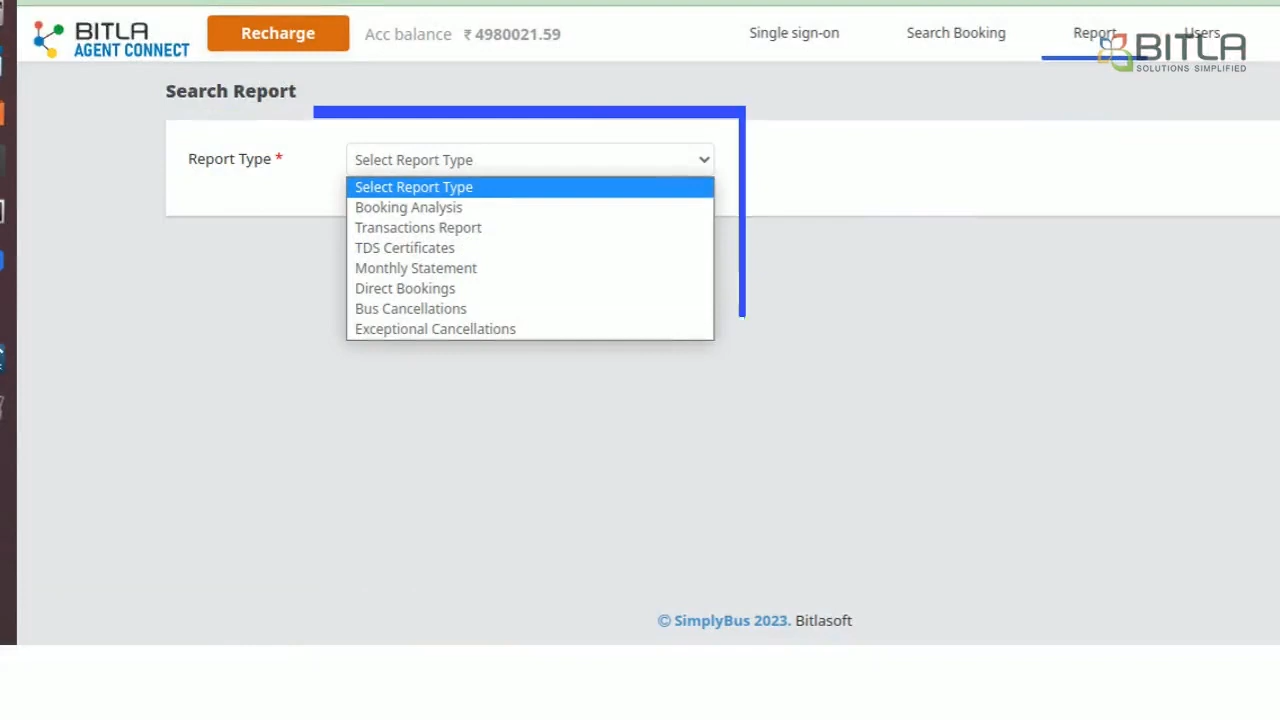 BITLA
AGENT CONNECT
Recharge
Acc balance ₹ 4980021.59
Single sign-on
Search Booking
Report
Users
BITLA
SOLUTIONS SIMPLIFIED
Search Report
Report Type *
Select Report Type
Select Report Type
Booking Analysis
Transactions Report
TDS Certificates
Monthly Statement
Direct Bookings
Bus Cancellations
Exceptional Cancellations
© SimplyBus 2023. Bitlasoft